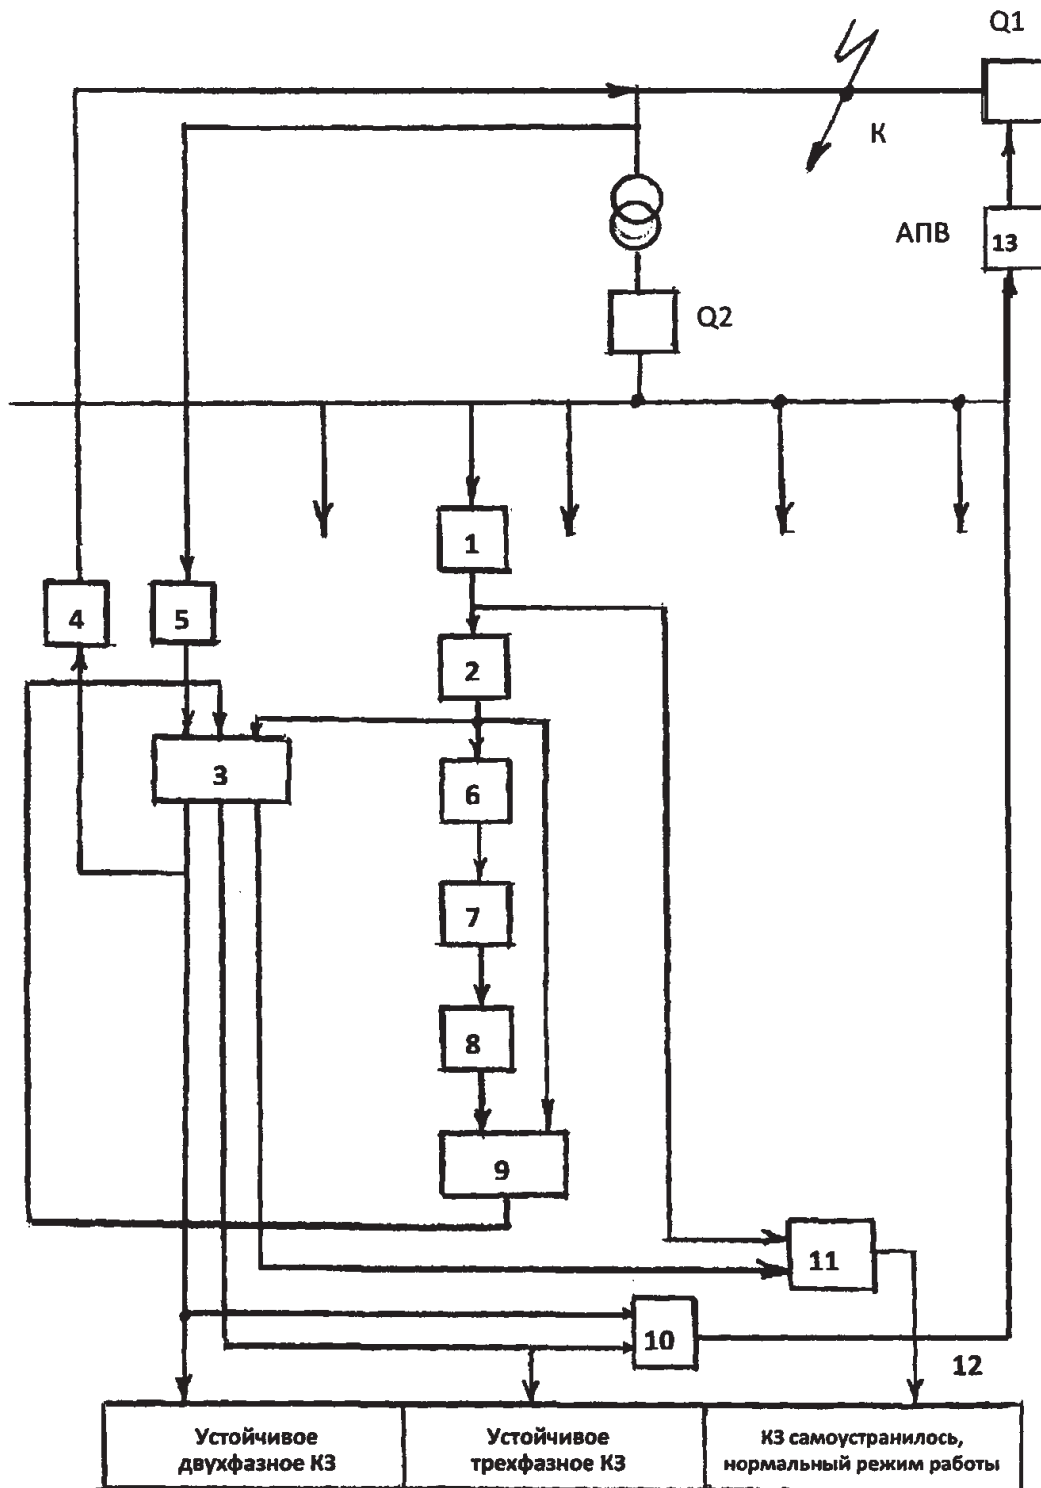 Q1
К
АПВ
13
Q2
1
4
5
2
3
6
7
8
9
11
10
12
Устойчивое
двухфазное КЗ
Устойчивое
трехфазное КЗ
КЗ самоустранилось,
нормальный режим работы